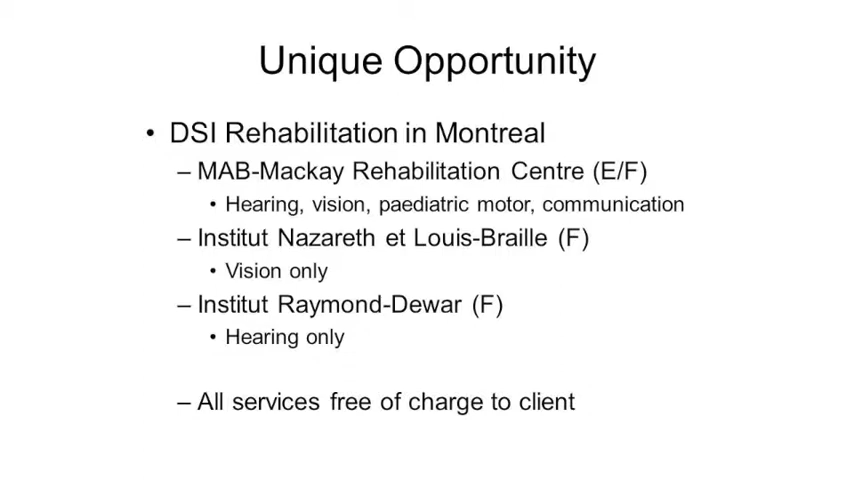 Unique Opportunity
• DSI Rehabilitation in Montreal
– MAB-Mackay Rehabilitation Centre (E/F)
• Hearing, vision, paediatric motor, communication
– Institut Nazareth et Louis-Braille (F)
• Vision only
– Institut Raymond-Dewar (F)
• Hearing only
– All services free of charge to client